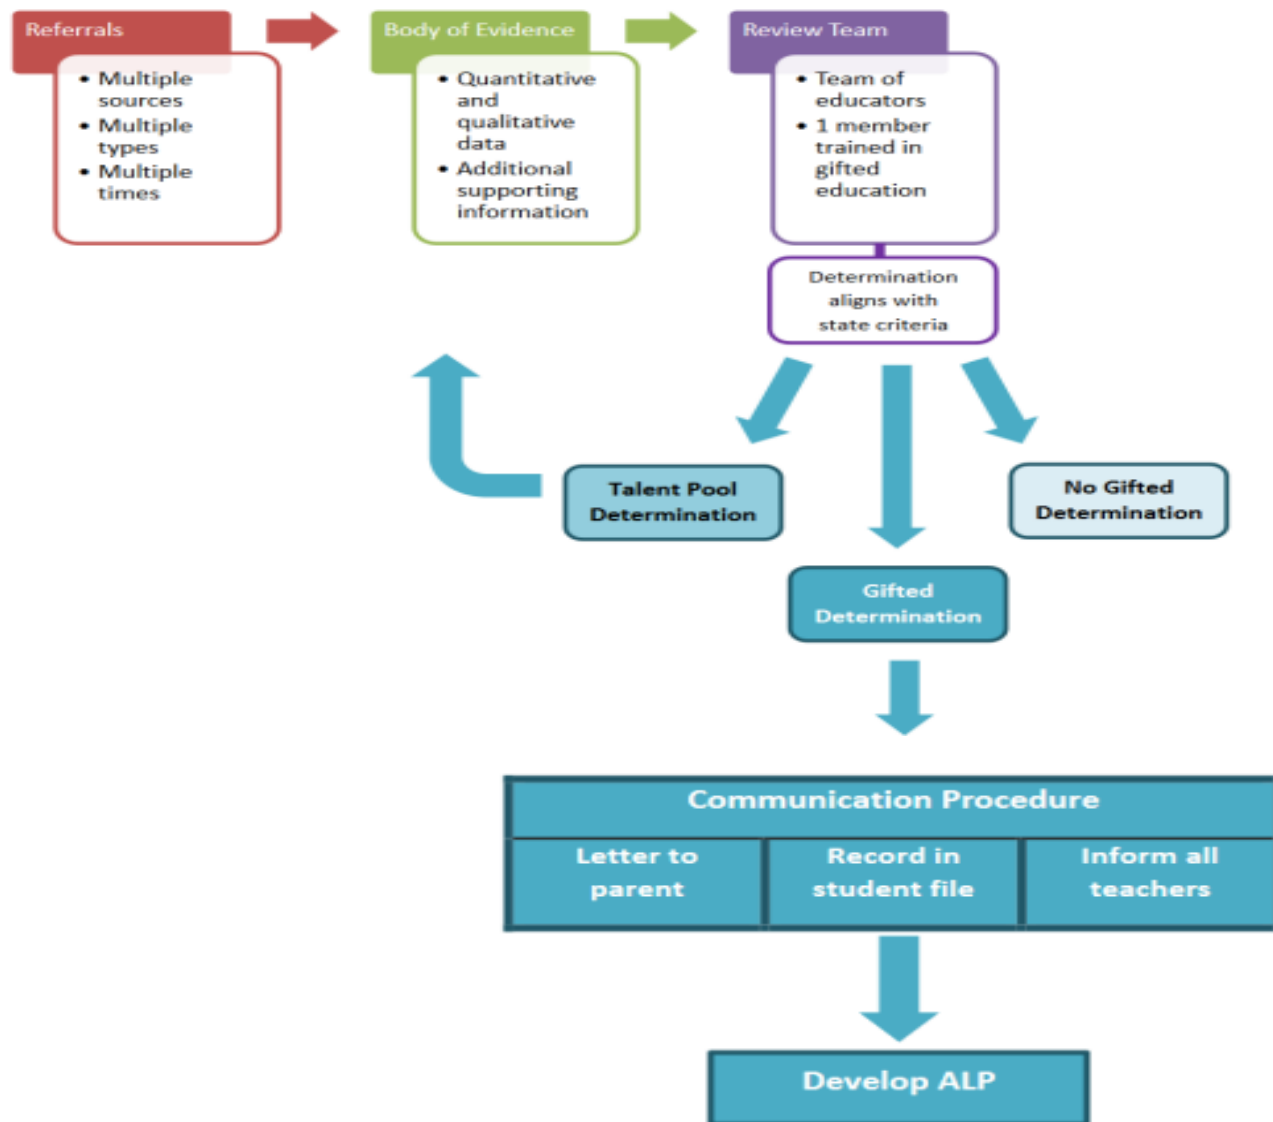 Referrals
• Multiple
sources
• Multiple
types
• Multiple
times
Body of Evidence
• Quantitative
and
qualitative
data
• Additional
supporting
information
Review Team
• Team of
educators
• 1 member
trained in
gifted
education
Determination
aligns with
state criteria
Talent Pool
Determination
No Gifted
Determination
Gifted
Determination
Communication Procedure
Letter to
parent
Record in
student file
Inform all
teachers
Develop ALP